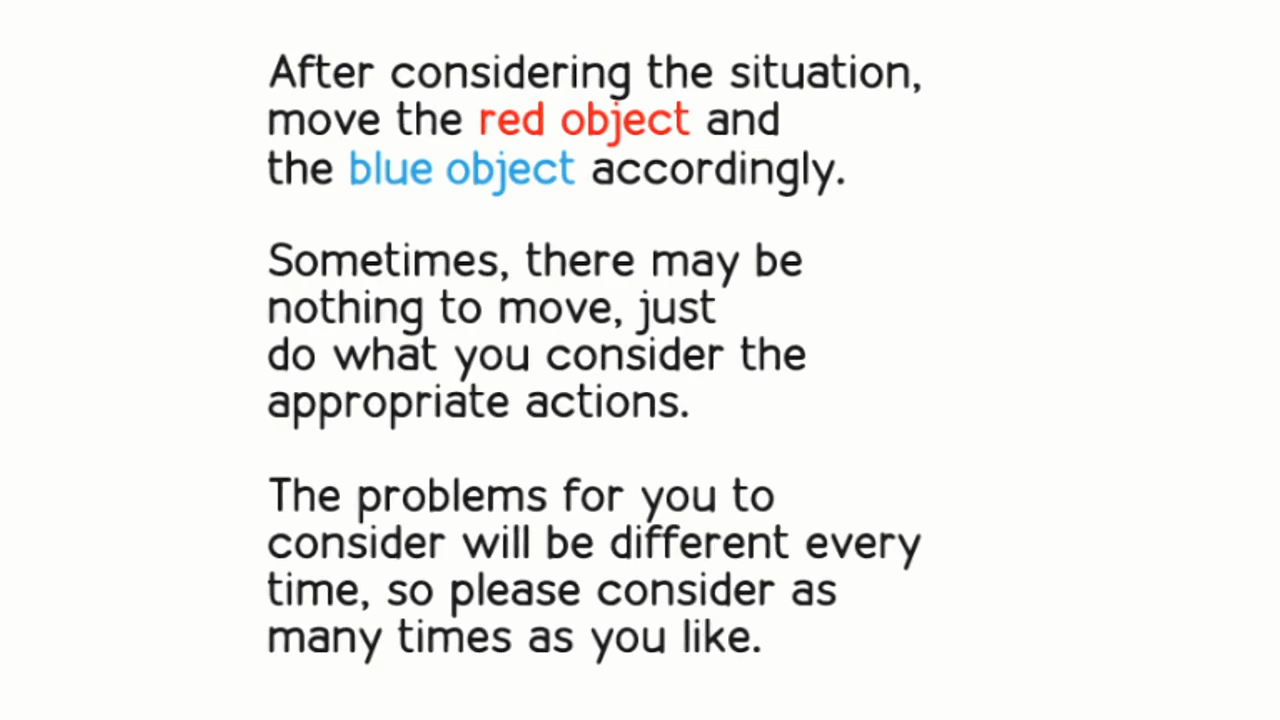 After considering the situation,
move the red object and
the blue object accordingly.
Sometimes, there may be
nothing to move, just
do what you consider the
appropriate actions.
The problems for you to
consider will be different every
time, so please consider as
many times as you like.